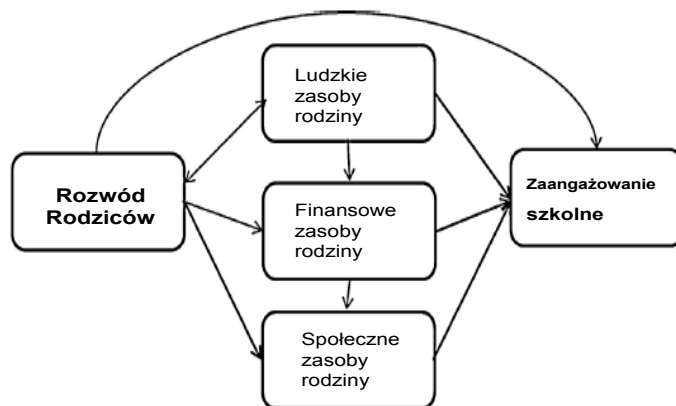 Ludzkie
zasoby
rodziny
Rozwód
Rodziców
Finansowe
zasoby
rodziny
Zaangażowanie
szkolne
Społeczne
zasoby
rodziny